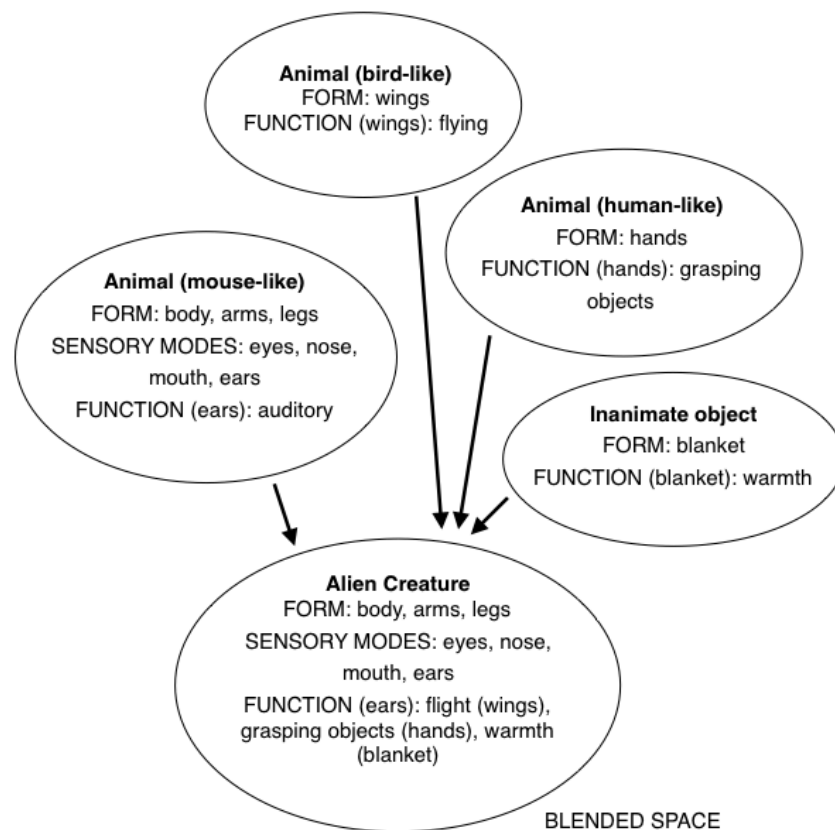 Animal (bird-like)
FORM: wings
FUNCTION (wings): flying
Animal (human-like)
FORM: hands
FUNCTION (hands): grasping
objects
Animal (mouse-like)
FORM: body, arms, legs
SENSORY MODES: eyes, nose,
mouth, ears
FUNCTION (ears): auditory
Inanimate object
FORM: blanket
FUNCTION (blanket): warmth
Alien Creature
FORM: body, arms, legs
SENSORY MODES: eyes, nose,
mouth, ears
FUNCTION (ears): flight (wings),
grasping objects (hands), warmth
(blanket)
BLENDED SPACE